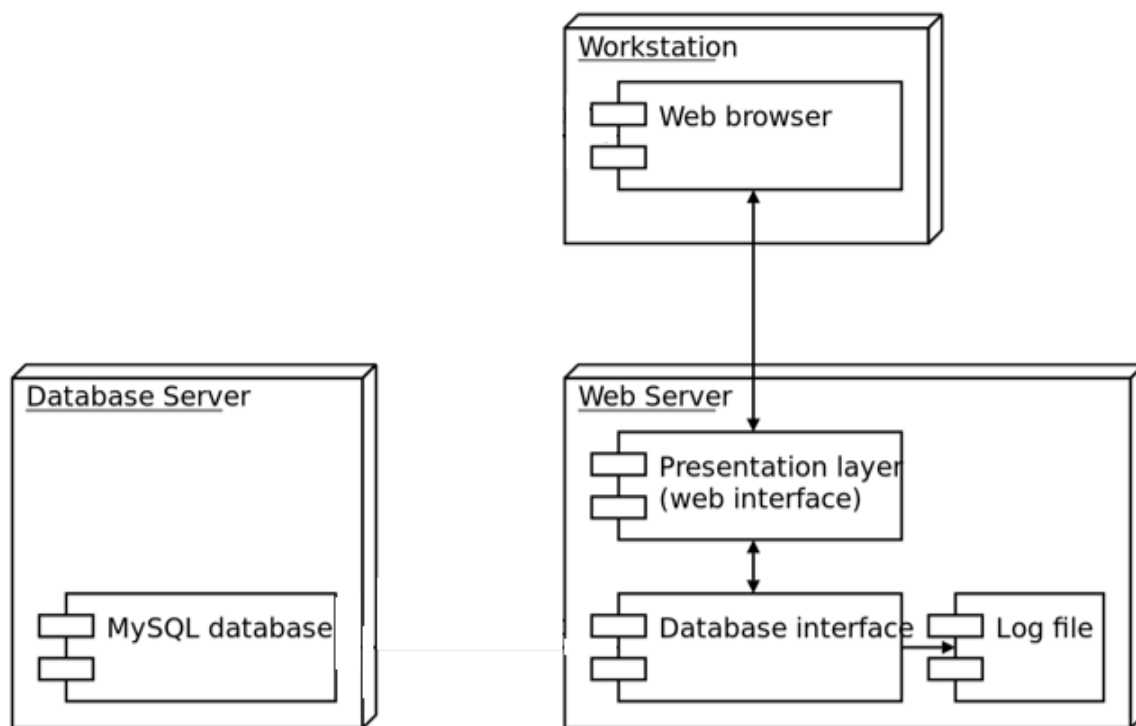 Workstation
Web browser
Database Server
Web Server
Presentation layer
(web interface)
MySQL database
Database interface
Log file